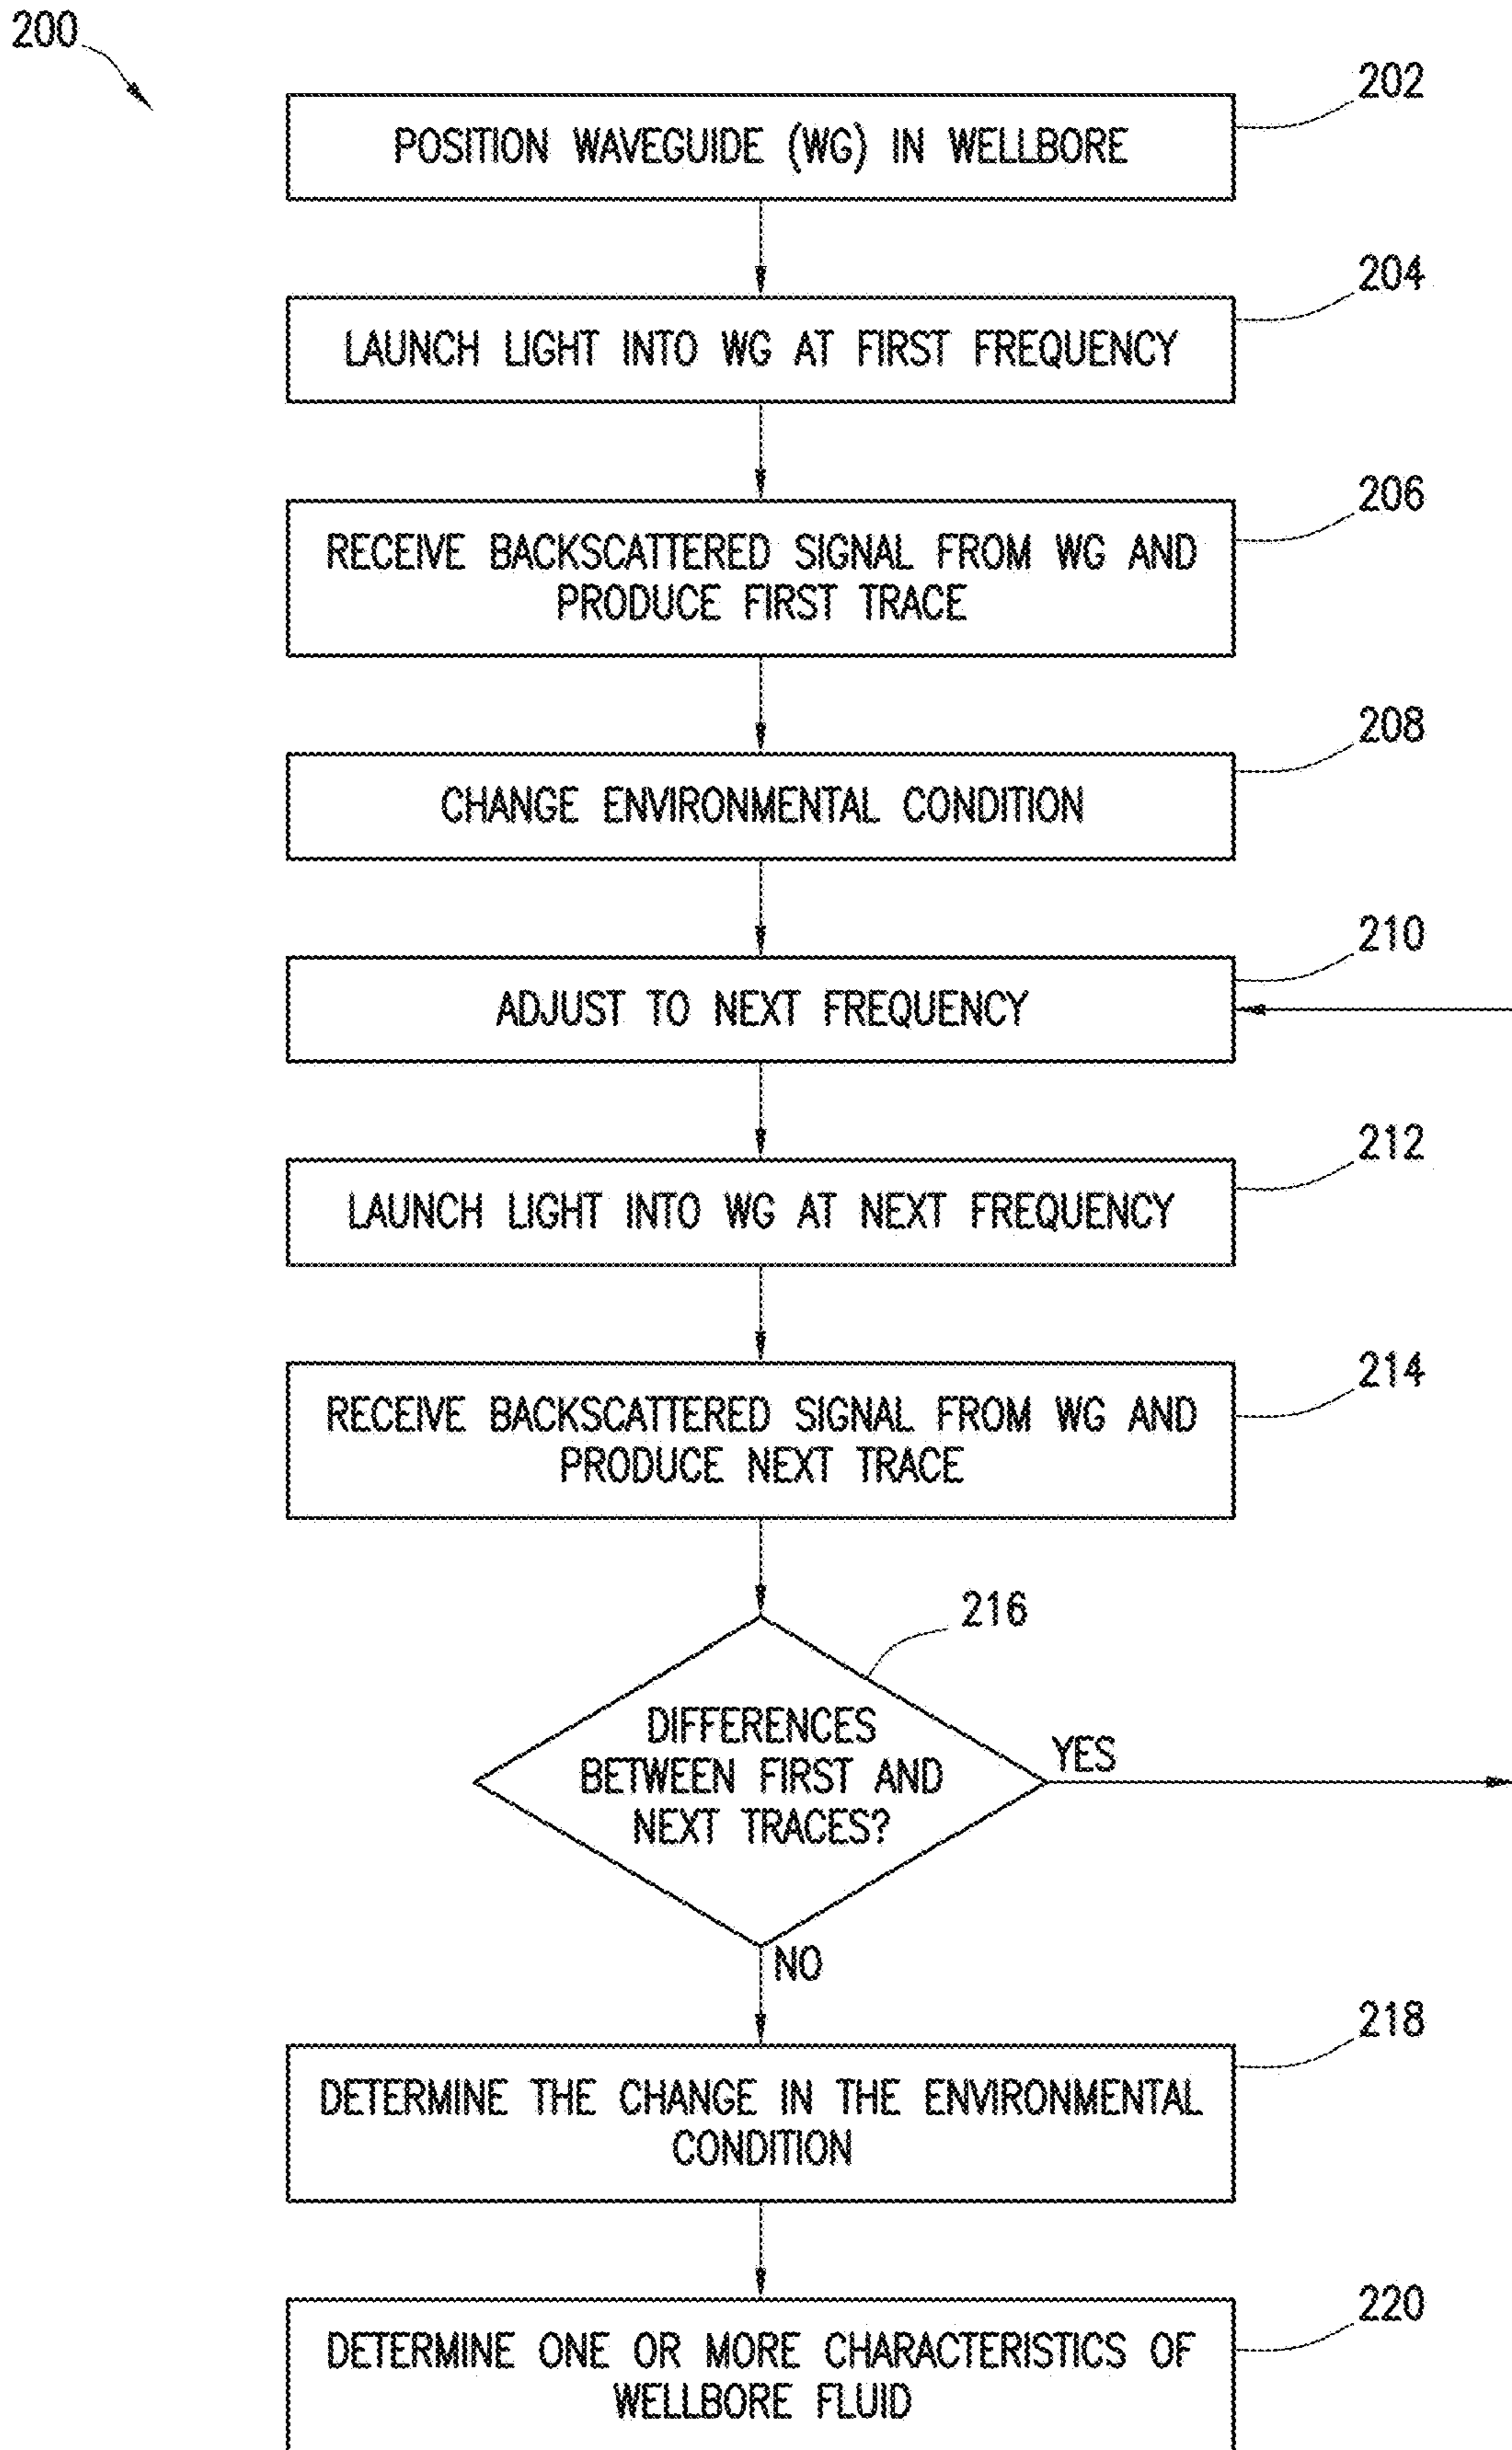 200
202
POSITION WAVEGUIDE (WG) IN WELLBORE
204
LAUNCH LIGHT INTO WG AT FIRST FREQUENCY
206
RECEIVE BACKSCATTERED SIGNAL FROM WG AND
PRODUCE FIRST TRACE
208
CHANGE ENVIRONMENTAL CONDITION
210
ADJUST TO NEXT FREQUENCY
212
LAUNCH LIGHT INTO WG AT NEXT FREQUENCY
214
RECEIVE BACKSCATTERED SIGNAL FROM WG AND
PRODUCE NEXT TRACE
216
DIFFERENCES
BETWEEN FIRST AND
NEXT TRACES?
YES
NO
218
DETERMINE THE CHANGE IN THE ENVIRONMENTAL
CONDITION
220
DETERMINE ONE OR MORE CHARACTERISTICS OF
WELLBORE FLUID